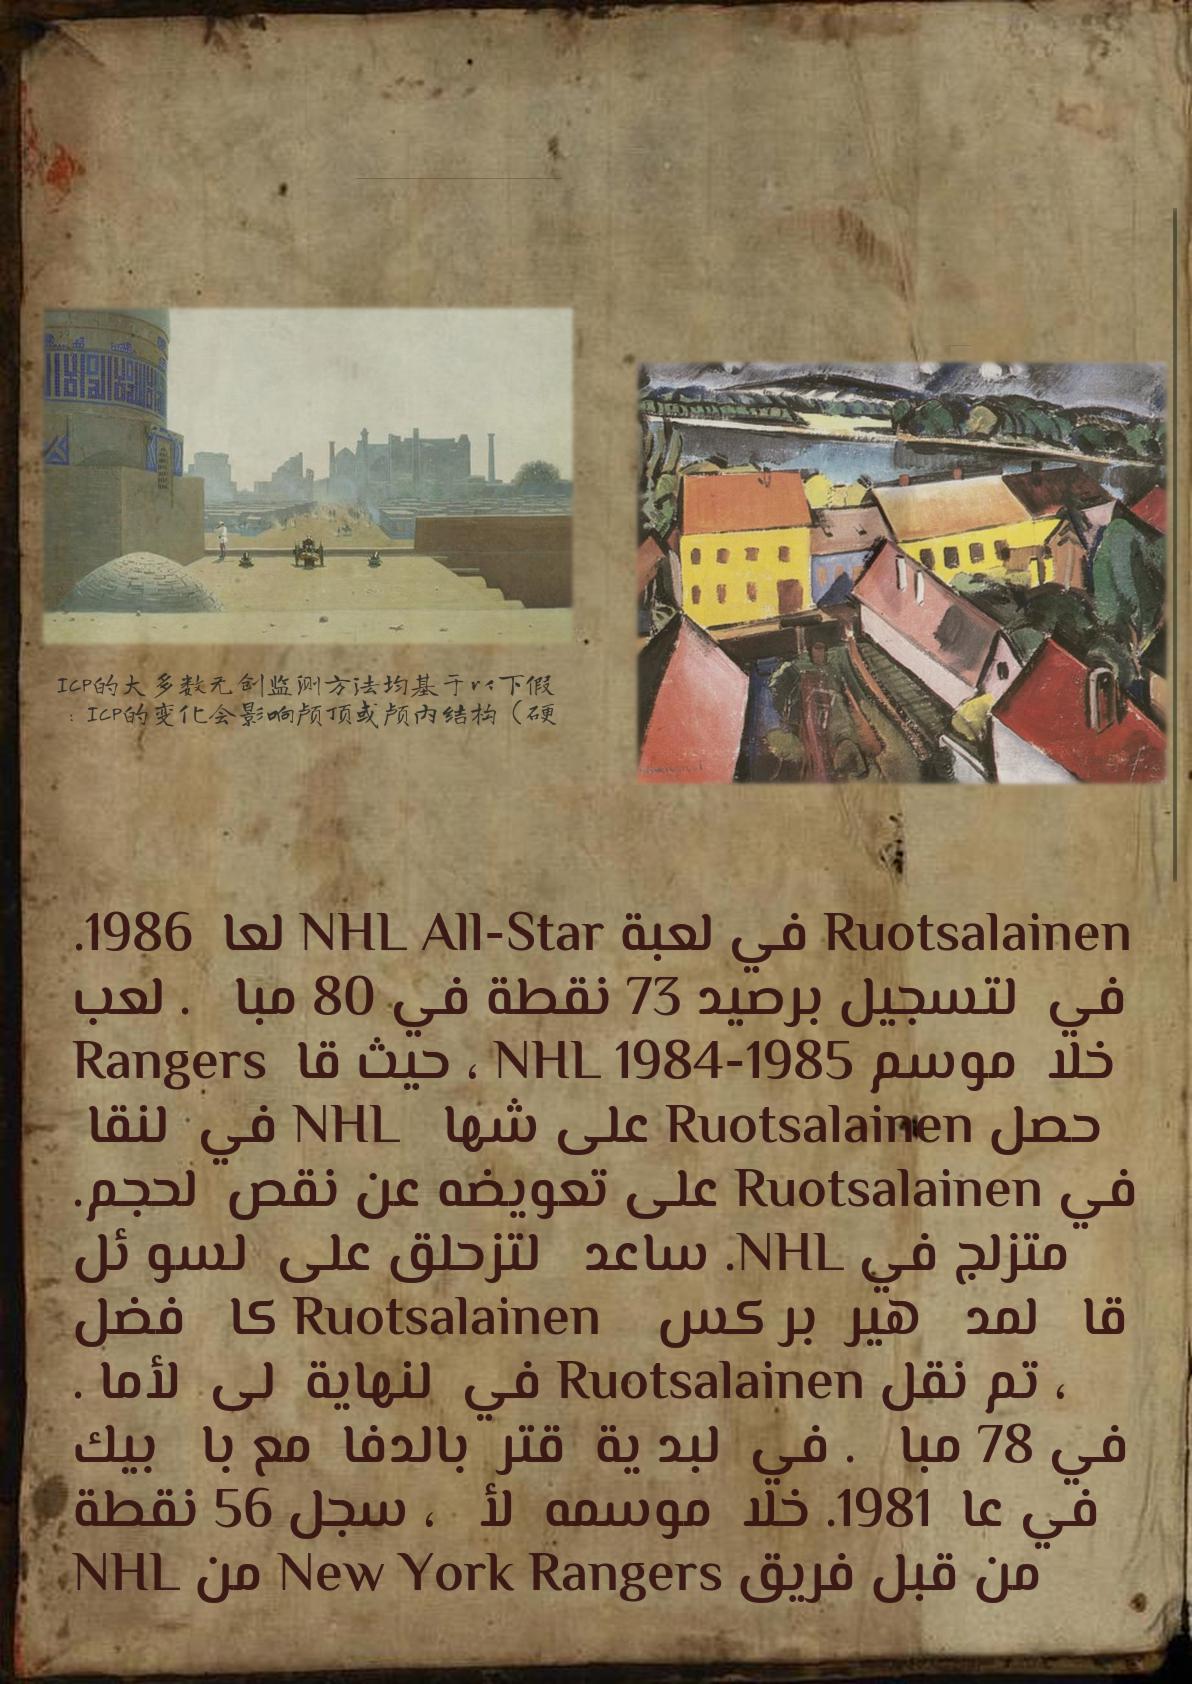 ICP的大多数无创监测方法均基于以下假
：ICP的变化会影响颅顶或颅内结构（硬
Ruotsalainen في لعبة NHL All-Star لعا 1986.
في لتسجيل برصيد 73 نقطة في 80 مبا . لعب
خلا موسم NHL 1984-1985 ، حيث قا Rangers
حصل Ruotsalainen على شها NHL في لنقا
في Ruotsalainen على تعويضه عن نقص لحجم.
متزلج في NHL. ساعد لتزحلق على لسو ئل
قا لمد هير بر كس Ruotsalainen كا فضل
، تم نقل Ruotsalainen في لنهاية لى لأما .
في 78 مبا . في لبد ية قتر بالدفا مع با بيك
في عا 1981. خلا موسمه لأ ، سجل 56 نقطة
من قبل فريق New York Rangers من NHL